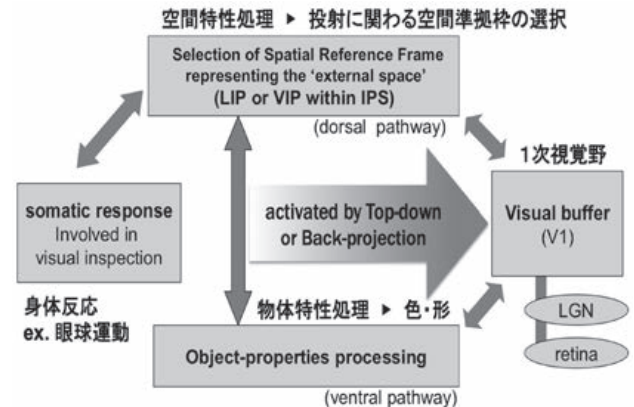 空間特性処理 ▶ 投射に関わる空間準拠枠の選択
Selection of Spatial Reference Frame
representing the ‘external space’
(LIP or VIP within IPS)
(dorsal pathway)
1次視覚野
somatic response
Involved in
visual inspection
activated by Top-down
or Back-projection
Visual buffer
(V1)
身体反応
ex. 眼球運動
物体特性処理 ▶ 色・形
LGN
Object-properties processing
retina
(ventral pathway)